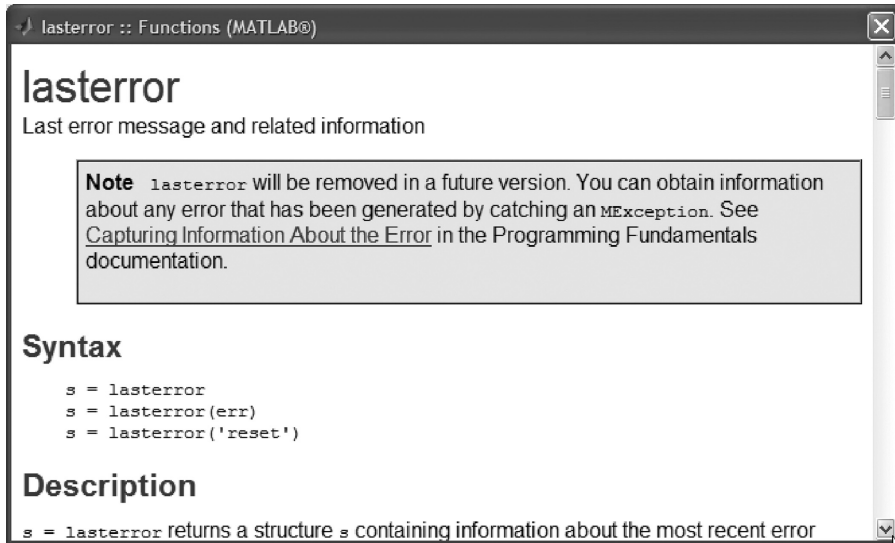 lasterror :: Functions (MATLAB®)
lasterror
Last error message and related information
Note lasterror will be removed in a future version. You can obtain information
about any error that has been generated by catching an MException. See
Capturing Information About the Error in the Programming Fundamentals
documentation.
Syntax
s = lasterror
s = lasterror(err)
s = lasterror('reset')
Description
s = lasterror returns a structure s containing information about the most recent error